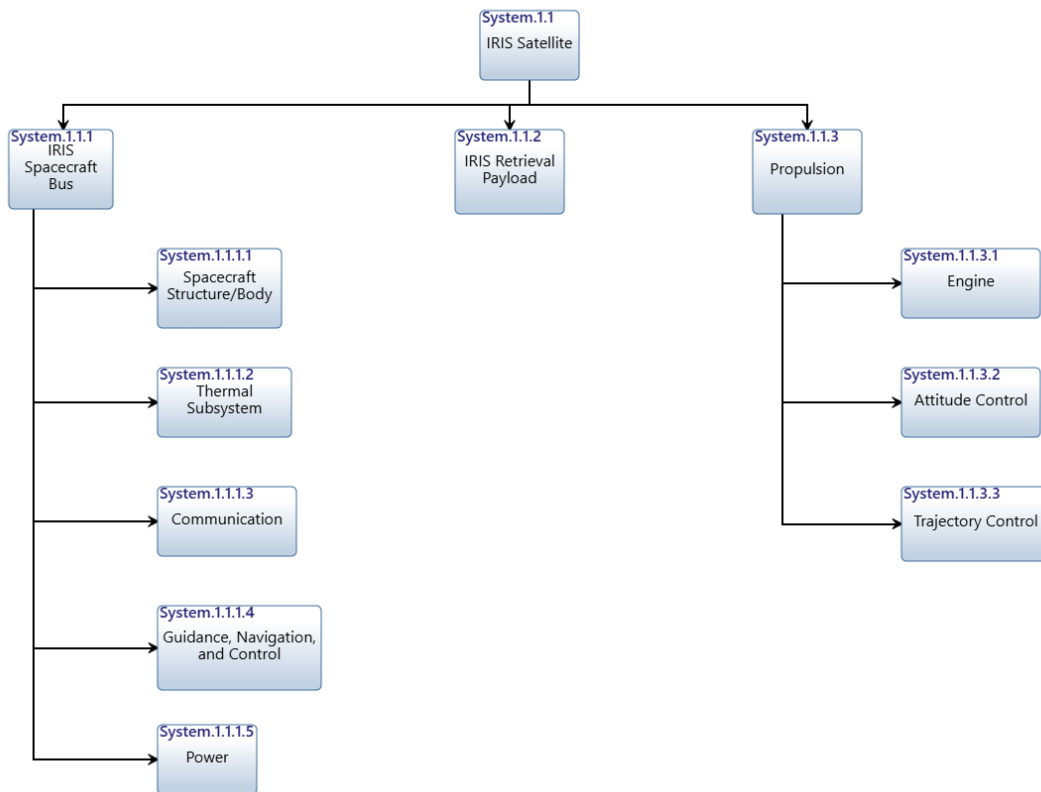 System.1.1
IRIS Satellite
System.1.1.1
IRIS
Spacecraft
Bus
System.1.1.2
IRIS Retrieval
Payload
System.1.1.3
Propulsion
System.1.1.1.1
Spacecraft
Structure/Body
System.1.1.3.1
Engine
System.1.1.1.2
Thermal
Subsystem
System.1.1.3.2
Attitude Control
System.1.1.1.3
Communication
System.1.1.3.3
Trajectory Control
System.1.1.1.4
Guidance, Navigation,
and Control
System.1.1.1.5
Power